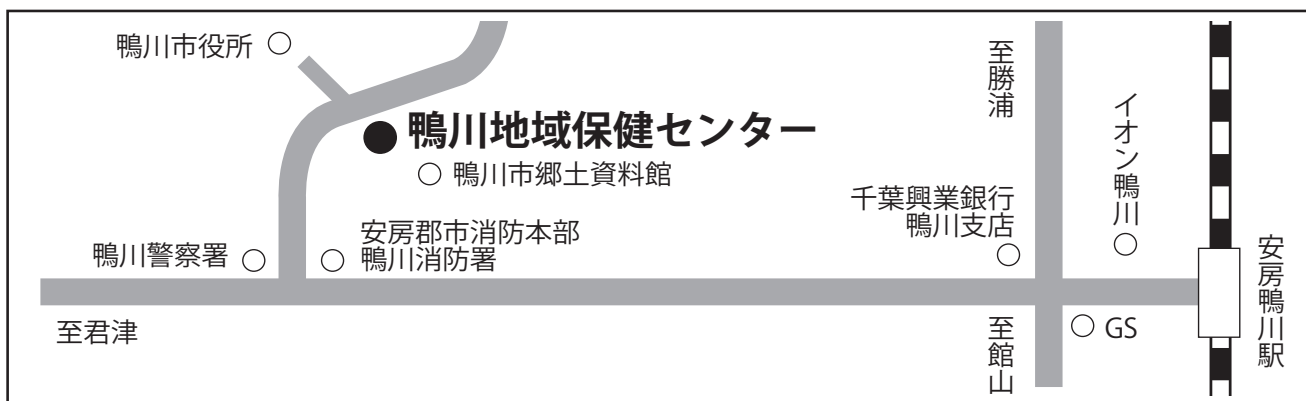 鴨川市役所
鴨川地域保健センター
鴨川市郷土資料館
鴨川警察署
安房郡市消防本部
鴨川消防署
至君津
至勝浦
千葉興業銀行
鴨川支店
イオン鴨川
至館山
GS
安房鴨川駅